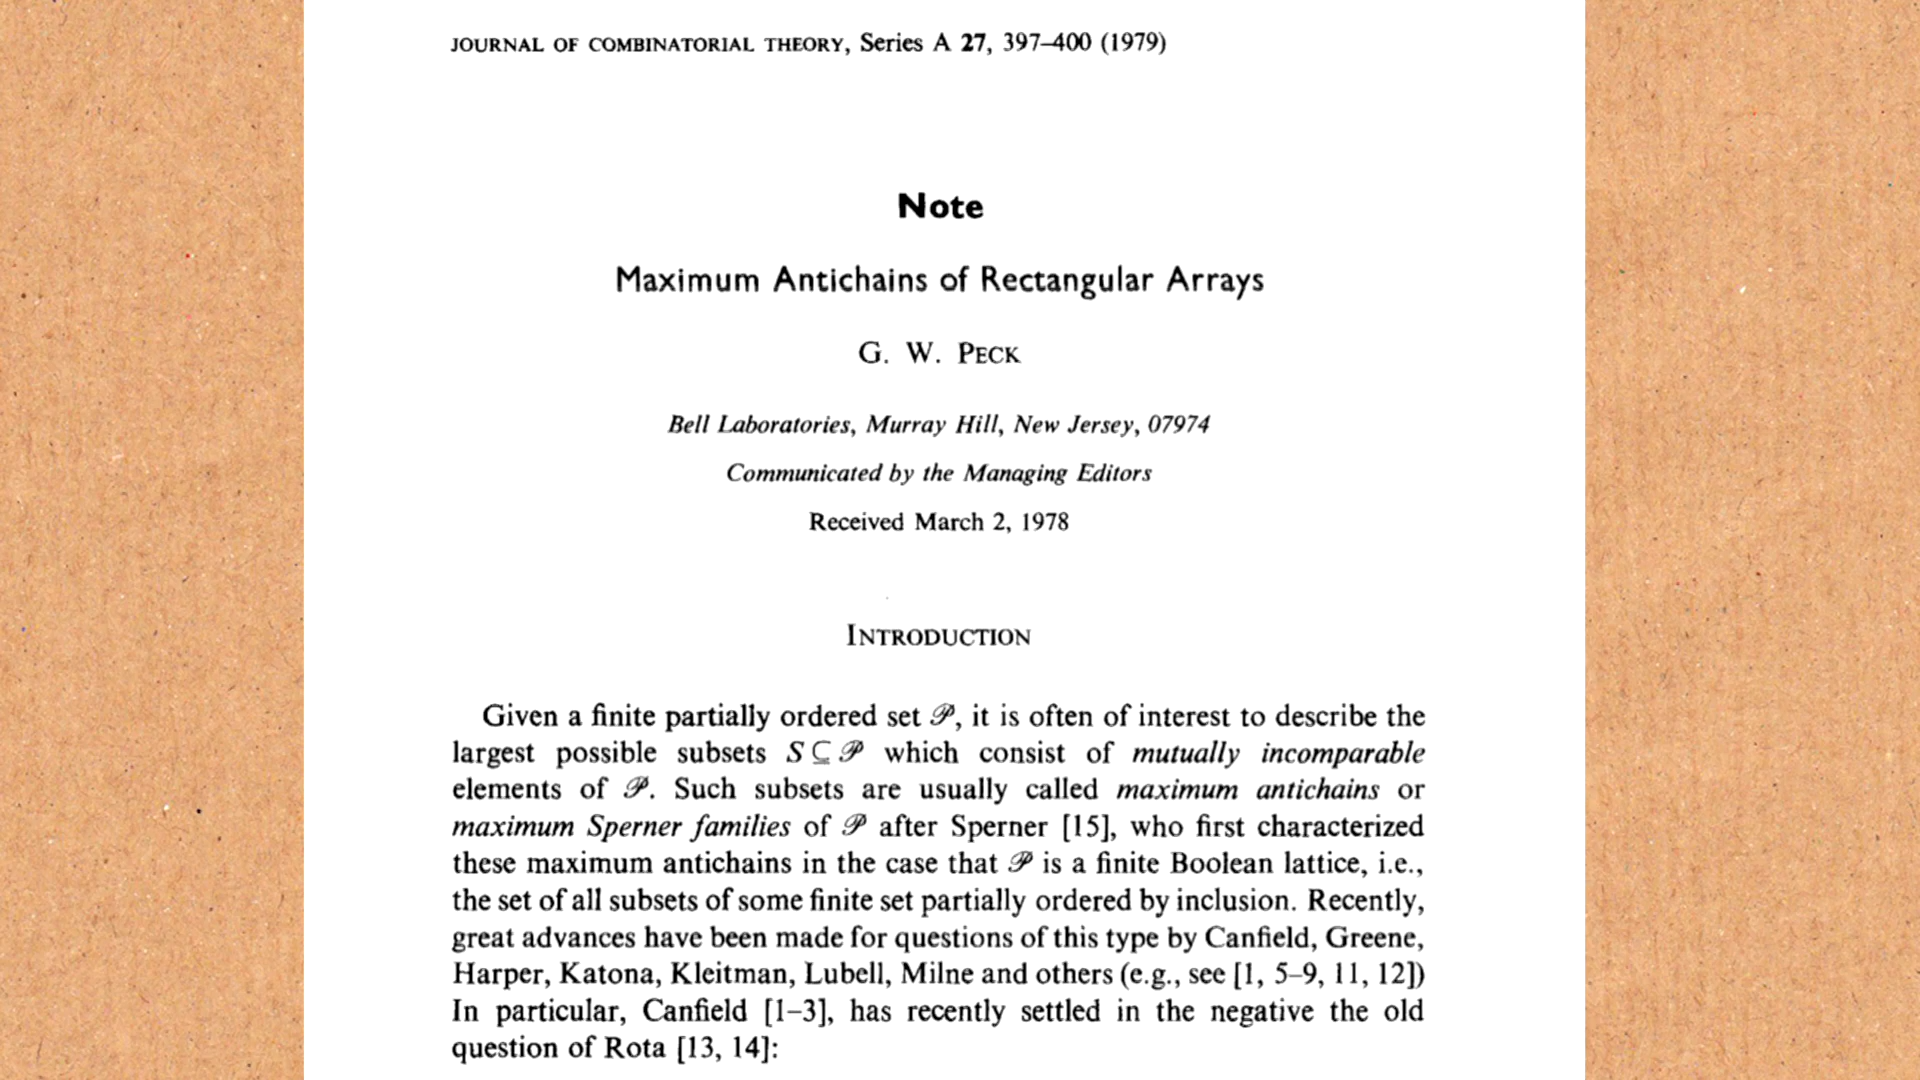 JOURNAL OF COMBINATORIAL THEORY, Series A 27, 397–400 (1979)
Note
Maximum Antichains of Rectangular Arrays
G. W. PECK
Bell Laboratories, Murray Hill, New Jersey, 07974
Communicated by the Managing Editors
Received March 2, 1978
INTRODUCTION
Given a finite partially ordered set 𝒫, it is often of interest to describe the
largest possible subsets S ⊆ 𝒫 which consist of mutually incomparable
elements of 𝒫. Such subsets are usually called maximum antichains or
maximum Sperner families of 𝒫 after Sperner [15], who first characterized
these maximum antichains in the case that 𝒫 is a finite Boolean lattice, i.e.,
the set of all subsets of some finite set partially ordered by inclusion. Recently,
great advances have been made for questions of this type by Canfield, Greene,
Harper, Katona, Kleitman, Lubell, Milne and others (e.g., see [1, 5–9, 11, 12])
In particular, Canfield [1–3], has recently settled in the negative the old
question of Rota [13, 14]: